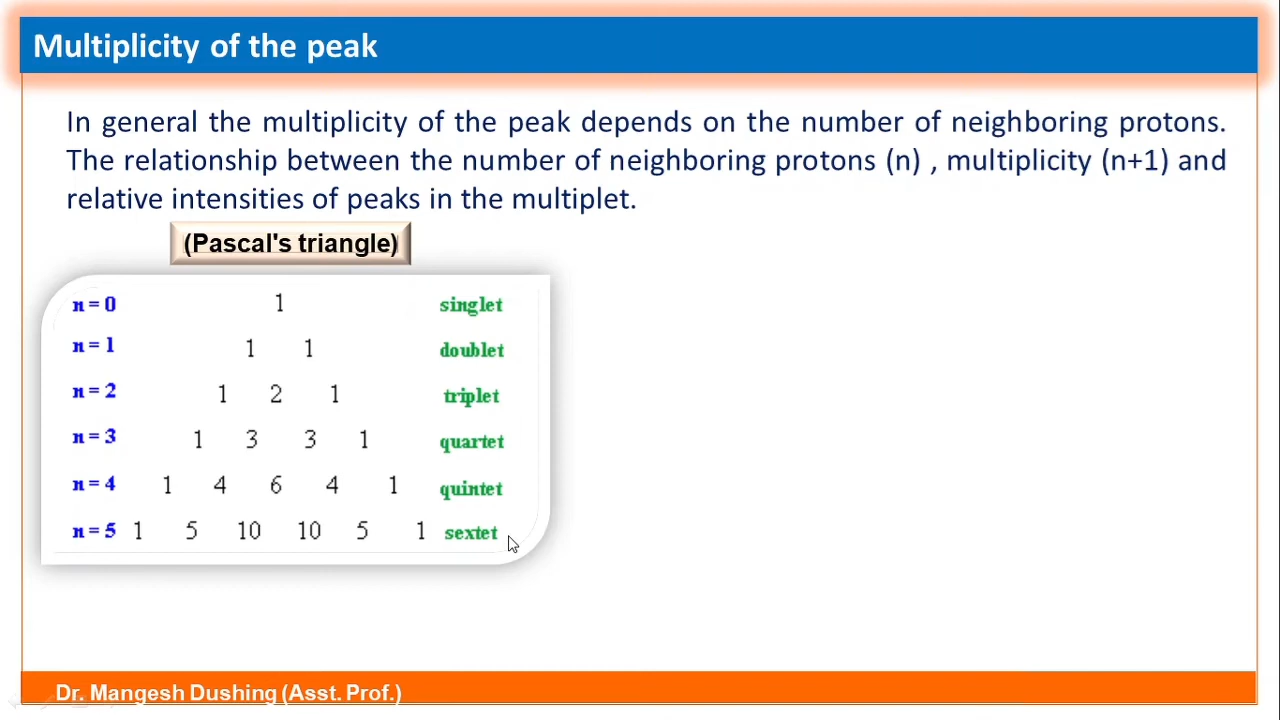 Multiplicity of the peak
In general the multiplicity of the peak depends on the number of neighboring protons.
The relationship between the number of neighboring protons (n) , multiplicity (n+1) and
relative intensities of peaks in the multiplet.
(Pascal's triangle)
n = 0 1 singlet
n = 1 1 1 doublet
n = 2 1 2 1 triplet
n = 3 1 3 3 1 quartet
n = 4 1 4 6 4 1 quintet
n = 5 1 5 10 10 5 1 sextet
Dr. Mangesh Dushing (Asst. Prof.)